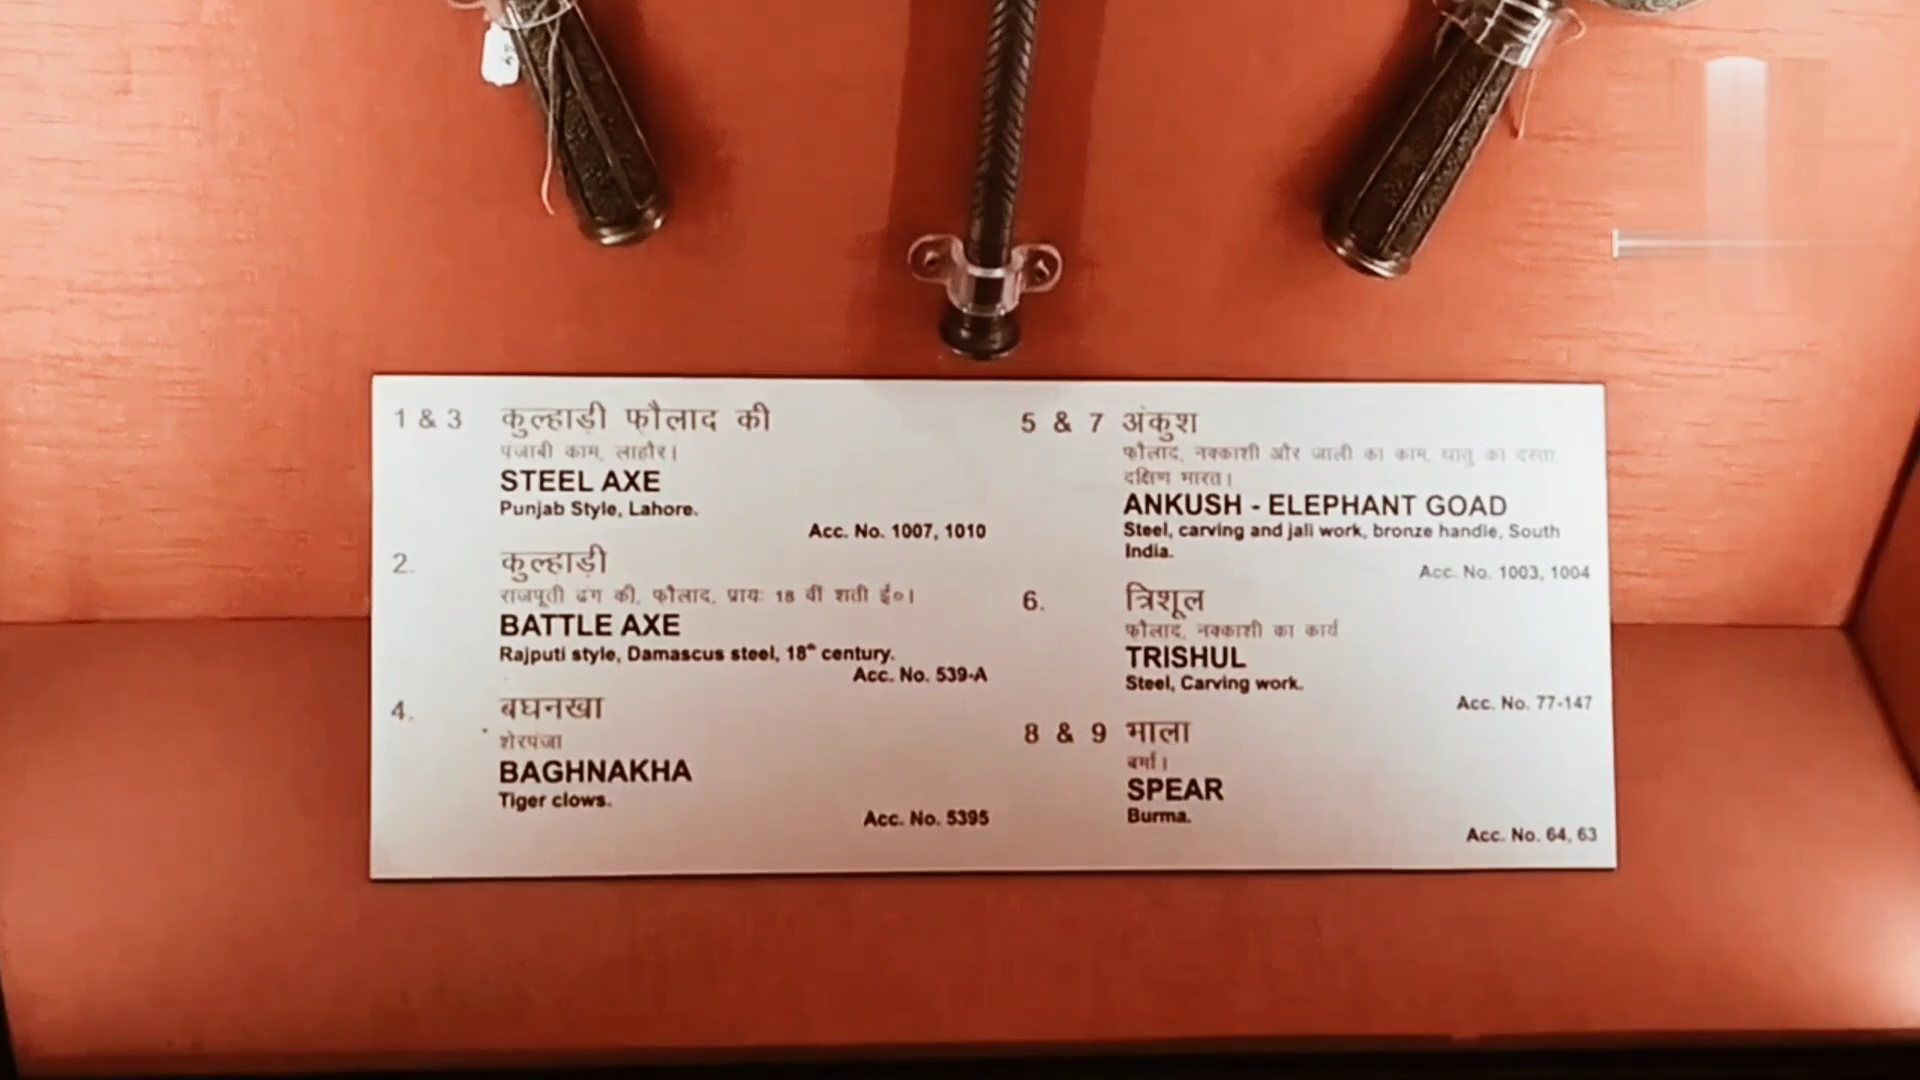 1 & 3 कुल्हाड़ी फ़ौलाद की
पंजाबी काम, लाहौर।
STEEL AXE
Punjab Style, Lahore.
Acc. No. 1007, 1010
2. कुल्हाड़ी
राजपूती ढंग की, फौलाद, प्रायः 18 वीं शती ई०।
BATTLE AXE
Rajputi style, Damascus steel, 18th century.
Acc. No. 539-A
4. बघनखा
शेरपंजा
BAGHNAKHA
Tiger clows.
Acc. No. 5395
5 & 7 अंकुश
फौलाद, नक्काशी और जाली का काम, धातु का दस्ता,
दक्षिण भारत।
ANKUSH - ELEPHANT GOAD
Steel, carving and jali work, bronze handle, South
India.
Acc. No. 1003, 1004
6. त्रिशूल
फौलाद, नक्काशी का कार्य
TRISHUL
Steel, Carving work.
Acc. No. 77-147
8 & 9 भाला
बर्मा।
SPEAR
Burma.
Acc. No. 64, 63